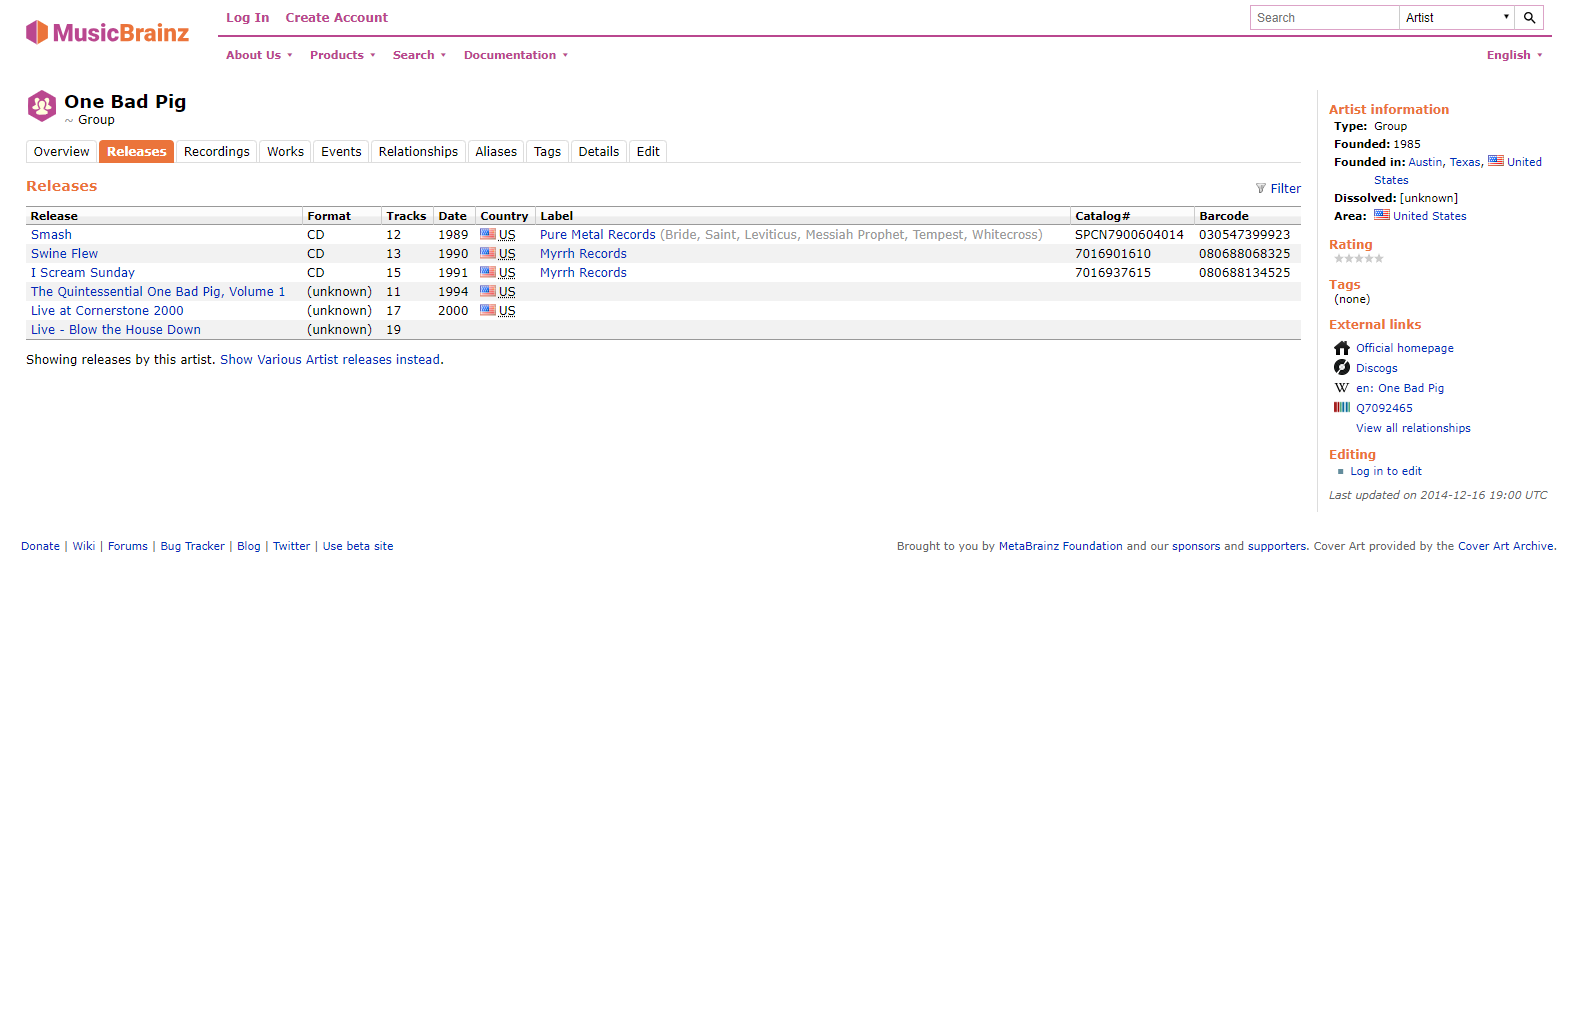 MusicBrainz
Log In Create Account
Search Artist
About Us Products Search Documentation English
One Bad Pig
~ Group
Overview Releases Recordings Works Events Relationships Aliases Tags Details Edit
Releases
Filter
Release Format Tracks Date Country Label Catalog# Barcode
Smash CD 12 1989 US Pure Metal Records (Bride, Saint, Leviticus, Messiah Prophet, Tempest, Whitecross) SPCN7900604014 030547399923
Swine Flew CD 13 1990 US Myrrh Records 7016901610 080688068325
I Scream Sunday CD 15 1991 US Myrrh Records 7016937615 080688134525
The Quintessential One Bad Pig, Volume 1 (unknown) 11 1994 US
Live at Cornerstone 2000 (unknown) 17 2000 US
Live - Blow the House Down (unknown) 19
Showing releases by this artist. Show Various Artist releases instead.
Artist information
Type: Group
Founded: 1985
Founded in: Austin, Texas, United
States
Dissolved: [unknown]
Area: United States
Rating
Tags
(none)
External links
Official homepage
Discogs
W en: One Bad Pig
Q7092465
View all relationships
Editing
Log in to edit
Last updated on 2014-12-16 19:00 UTC
Donate | Wiki | Forums | Bug Tracker | Blog | Twitter | Use beta site
Brought to you by MetaBrainz Foundation and our sponsors and supporters. Cover Art provided by the Cover Art Archive.